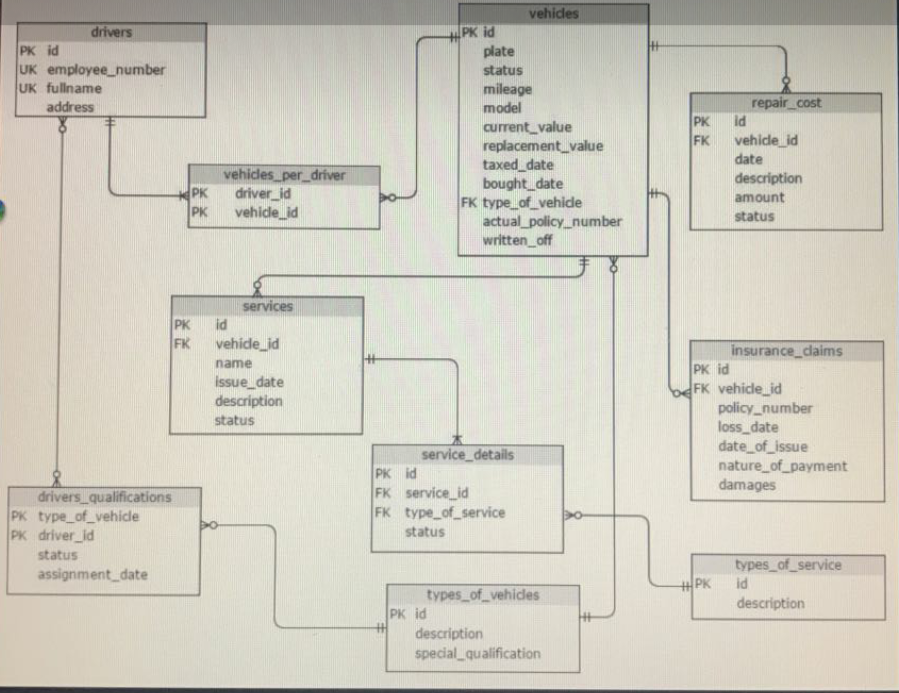 drivers
PK id
UK employee_number
UK fullname
address
vehicles
PK id
plate
status
mileage
model
current_value
replacement_value
taxed_date
bought_date
FK type_of_vehicle
actual_policy_number
written_off
repair_cost
PK id
FK vehicle_id
date
description
amount
status
vehicles_per_driver
PK driver_id
PK vehicle_id
services
PK id
FK vehicle_id
name
issue_date
description
status
insurance_claims
PK id
FK vehicle_id
policy_number
loss_date
date_of_issue
nature_of_payment
damages
service_details
PK id
FK service_id
FK type_of_service
status
drivers_qualifications
PK type_of_vehicle
PK driver_id
status
assignment_date
types_of_service
PK id
description
types_of_vehicles
PK id
description
special_qualification